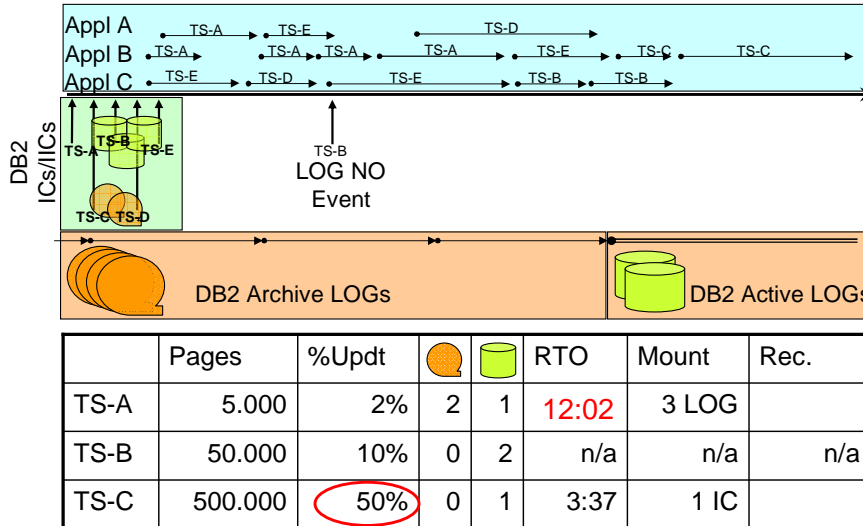 Appl A
TS-A
TS-E
TS-D
Appl B
TS-A
TS-A
TS-A
TS-A
TS-E
TS-C
TS-C
Appl C
TS-E
TS-D
TS-E
TS-B
TS-B
DB2
ICs/IICs
TS-A
TS-B
TS-E
TS-C
TS-D
TS-B
LOG NO
Event
DB2 Archive LOGs
DB2 Active LOGs
Pages %Updt RTO Mount Rec.
TS-A 5.000 2% 2 1 12:02 3 LOG
TS-B 50.000 10% 0 2 n/a n/a n/a
TS-C 500.000 50% 0 1 3:37 1 IC